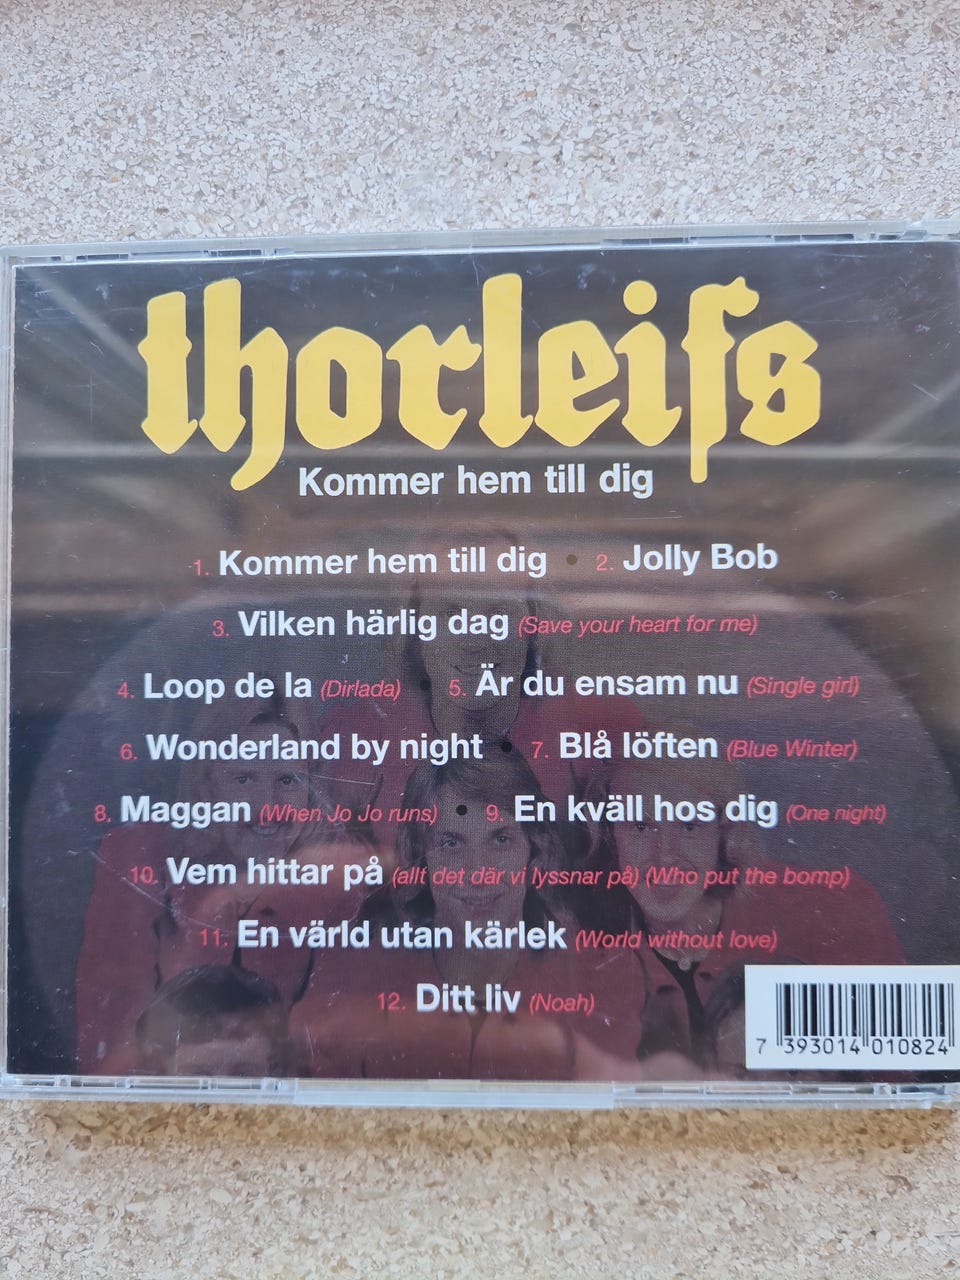 thorleifs
Kommer hem till dig
1. Kommer hem till dig • 2. Jolly Bob
3. Vilken härlig dag (Save your heart for me)
4. Loop de la (Dirlada) • 5. Är du ensam nu (Single girl)
6. Wonderland by night • 7. Blå löften (Blue Winter)
8. Maggan (When Jo Jo runs) • 9. En kväll hos dig (One night)
10. Vem hittar på (allt det där vi lyssnar på) (Who put the bomp)
11. En värld utan kärlek (World without love)
12. Ditt liv (Noah)
7 393014 010824